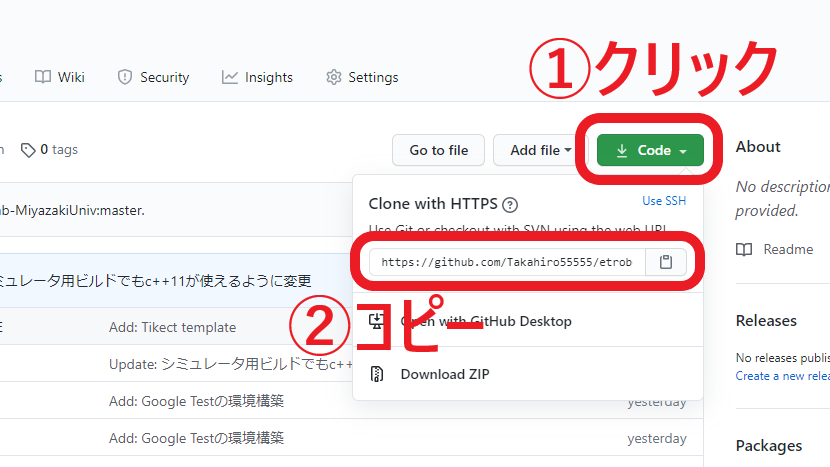 ①クリック
s Wiki Security Insights Settings
0 tags Go to file Add file Code
About
No description
provided.
Readme
ab-MiyazakiUniv:master.
Clone with HTTPS Use SSH
Use Git or checkout with SVN using the web URL.
https://github.com/Takahiro55555/etrob
シミュレータ用ビルドでもc++11が使えるように変更
②コピー
Open with GitHub Desktop
Download ZIP
E Add: Tikect template
Update: シミュレータ用ビルドでもc++
Add: Google Testの環境構築 yesterday
Add: Google Testの環境構築 yesterday
Releases
No releases publis
Create a new relea
Packages